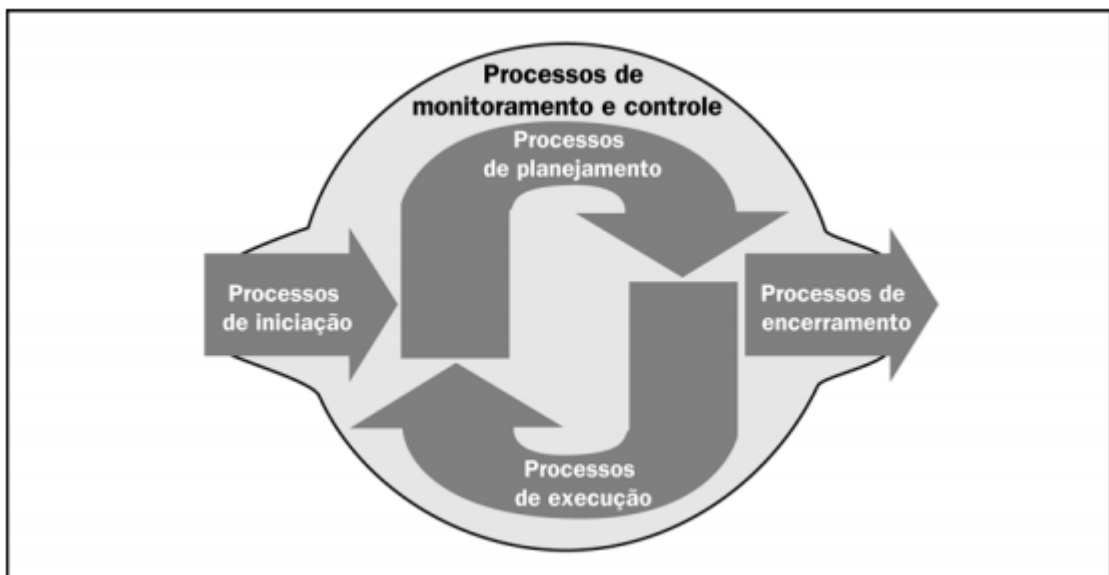 Processos de
monitoramento e controle
Processos
de planejamento
Processos
de iniciação
Processos de
encerramento
Processos
de execução